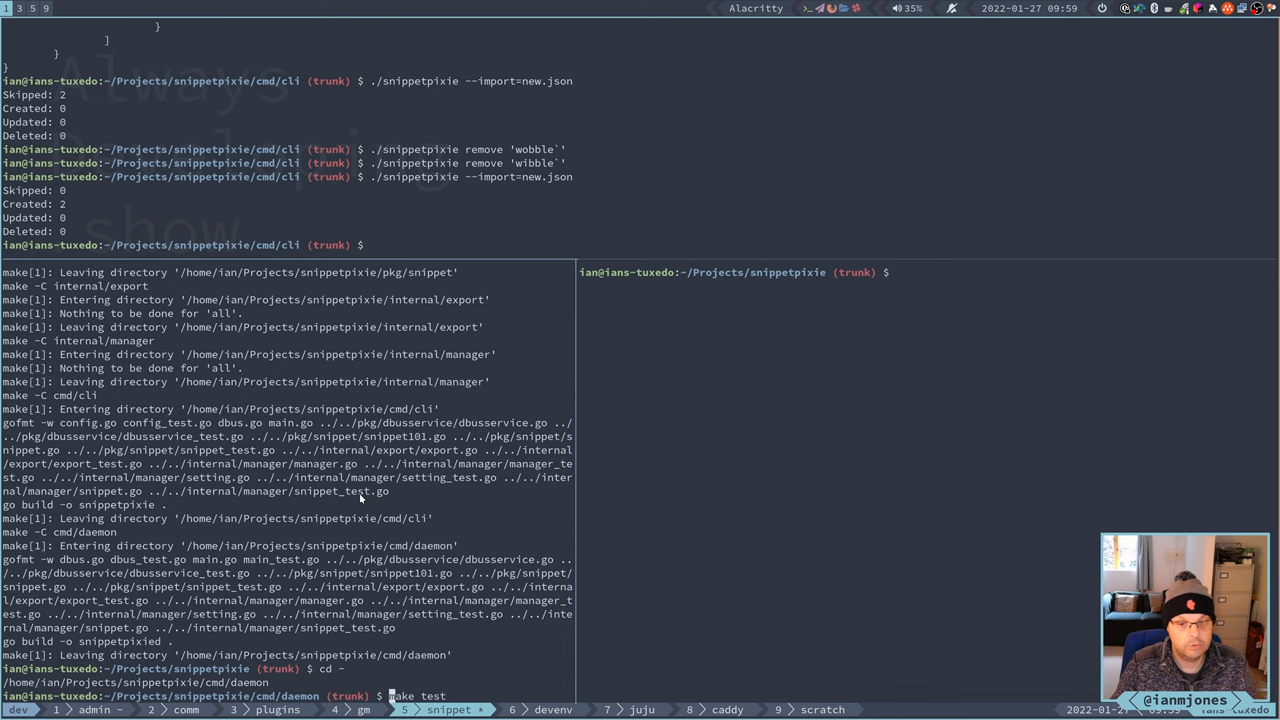 1 3 5 9
Alacritty
35%
2022-01-27 09:59
}
]
}
}
Always
show
ian@ians-tuxedo:~/Projects/snippetpixie/cmd/cli (trunk) $ ./snippetpixie --import=new.json
Skipped: 2
Created: 0
Updated: 0
Deleted: 0
ian@ians-tuxedo:~/Projects/snippetpixie/cmd/cli (trunk) $ ./snippetpixie remove 'wobble`'
ian@ians-tuxedo:~/Projects/snippetpixie/cmd/cli (trunk) $ ./snippetpixie remove 'wibble`'
ian@ians-tuxedo:~/Projects/snippetpixie/cmd/cli (trunk) $ ./snippetpixie --import=new.json
Skipped: 0
Created: 2
Updated: 0
Deleted: 0
ian@ians-tuxedo:~/Projects/snippetpixie/cmd/cli (trunk) $
make[1]: Leaving directory '/home/ian/Projects/snippetpixie/pkg/snippet'
make -C internal/export
make[1]: Entering directory '/home/ian/Projects/snippetpixie/internal/export'
make[1]: Nothing to be done for 'all'.
make[1]: Leaving directory '/home/ian/Projects/snippetpixie/internal/export'
make -C internal/manager
make[1]: Entering directory '/home/ian/Projects/snippetpixie/internal/manager'
make[1]: Nothing to be done for 'all'.
make[1]: Leaving directory '/home/ian/Projects/snippetpixie/internal/manager'
make -C cmd/cli
make[1]: Entering directory '/home/ian/Projects/snippetpixie/cmd/cli'
gofmt -w config.go config_test.go dbus.go main.go ../../pkg/dbusservice/dbusservice.go ../
../pkg/dbusservice/dbusservice_test.go ../../pkg/snippet/snippet101.go ../../pkg/snippet/s
nippet.go ../../pkg/snippet/snippet_test.go ../../internal/export/export.go ../../internal
/export/export_test.go ../../internal/manager/manager.go ../../internal/manager/manager_te
st.go ../../internal/manager/setting.go ../../internal/manager/setting_test.go ../../inter
nal/manager/snippet.go ../../internal/manager/snippet_test.go
go build -o snippetpixie .
make[1]: Leaving directory '/home/ian/Projects/snippetpixie/cmd/cli'
make -C cmd/daemon
make[1]: Entering directory '/home/ian/Projects/snippetpixie/cmd/daemon'
gofmt -w dbus.go dbus_test.go main.go main_test.go ../../pkg/dbusservice/dbusservice.go ..
/../pkg/dbusservice/dbusservice_test.go ../../pkg/snippet/snippet101.go ../../pkg/snippet/
snippet.go ../../pkg/snippet/snippet_test.go ../../internal/export/export.go ../../interna
l/export/export_test.go ../../internal/manager/manager.go ../../internal/manager/manager_t
est.go ../../internal/manager/setting.go ../../internal/manager/setting_test.go ../../inte
rnal/manager/snippet.go ../../internal/manager/snippet_test.go
go build -o snippetpixied .
make[1]: Leaving directory '/home/ian/Projects/snippetpixie/cmd/daemon'
ian@ians-tuxedo:~/Projects/snippetpixie (trunk) $ cd -
/home/ian/Projects/snippetpixie/cmd/daemon
ian@ians-tuxedo:~/Projects/snippetpixie/cmd/daemon (trunk) $ make test
ian@ians-tuxedo:~/Projects/snippetpixie (trunk) $
@ianmjones
dev 1 admin - 2 comm 3 plugins 4 gm 5 snippet * 6 devenv 7 juju 8 caddy 9 scratch